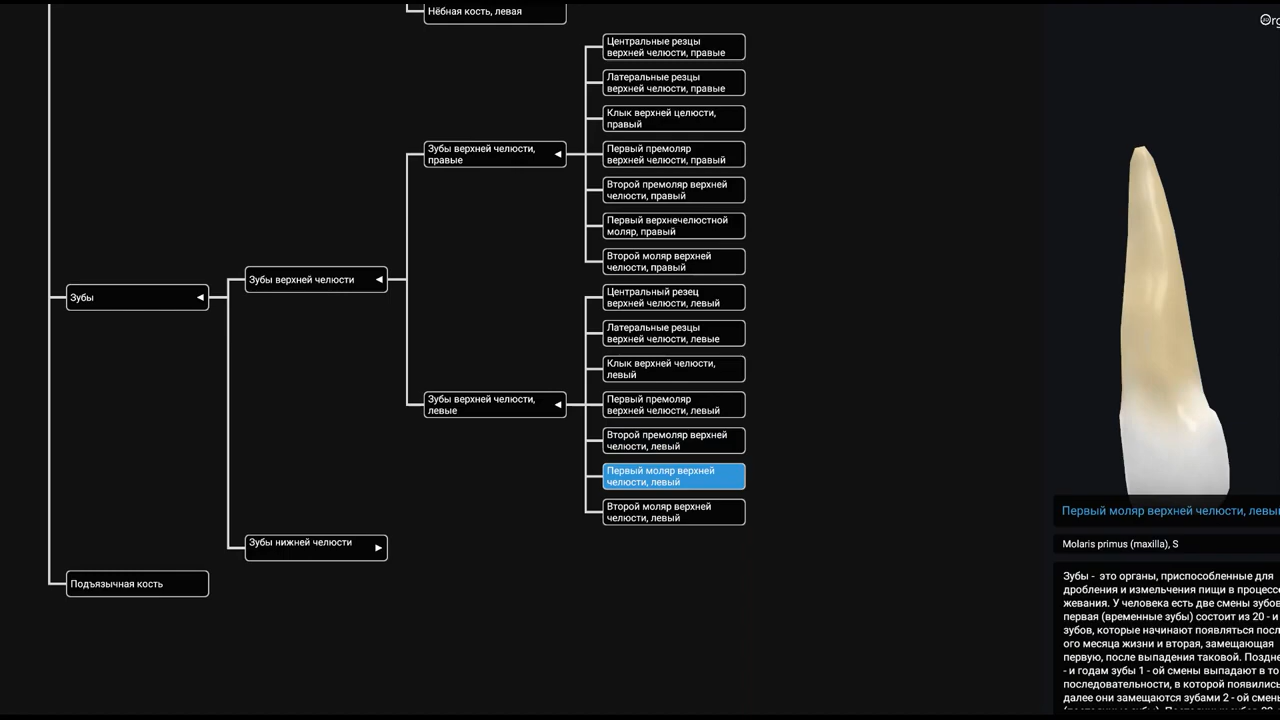 Нёбная кость, левая
Центральные резцы
верхней челюсти, правые
Латеральные резцы
верхней челюсти, правые
Клык верхней целюсти,
правый
Зубы верхней челюсти,
правые
Первый премоляр
верхней челюсти, правый
Второй премоляр верхней
челюсти, правый
Первый верхнечелюстной
моляр, правый
Второй моляр верхней
челюсти, правый
Зубы
Зубы верхней челюсти
Центральный резец
верхней челюсти, левый
Латеральные резцы
верхней челюсти, левые
Клык верхней челюсти,
левый
Зубы верхней челюсти,
левые
Первый премоляр
верхней челюсти, левый
Второй премоляр верхней
челюсти, левый
Первый моляр верхней
челюсти, левый
Второй моляр верхней
челюсти, левый
Зубы нижней челюсти
Подъязычная кость
Первый моляр верхней челюсти, левы
Molaris primus (maxilla), S
Зубы - это органы, приспособленные для
дробления и измельчения пищи в процессе
жевания. У человека есть две смены зубов
первая (временные зубы) состоит из 20 - и
зубов, которые начинают появляться посл
ого месяца жизни и вторая, замещающая
первую, после выпадения таковой. Поздне
- и годам зубы 1 - ой смены выпадают в то
последовательности, в которой появились
далее они замещаются зубами 2 - ой смены